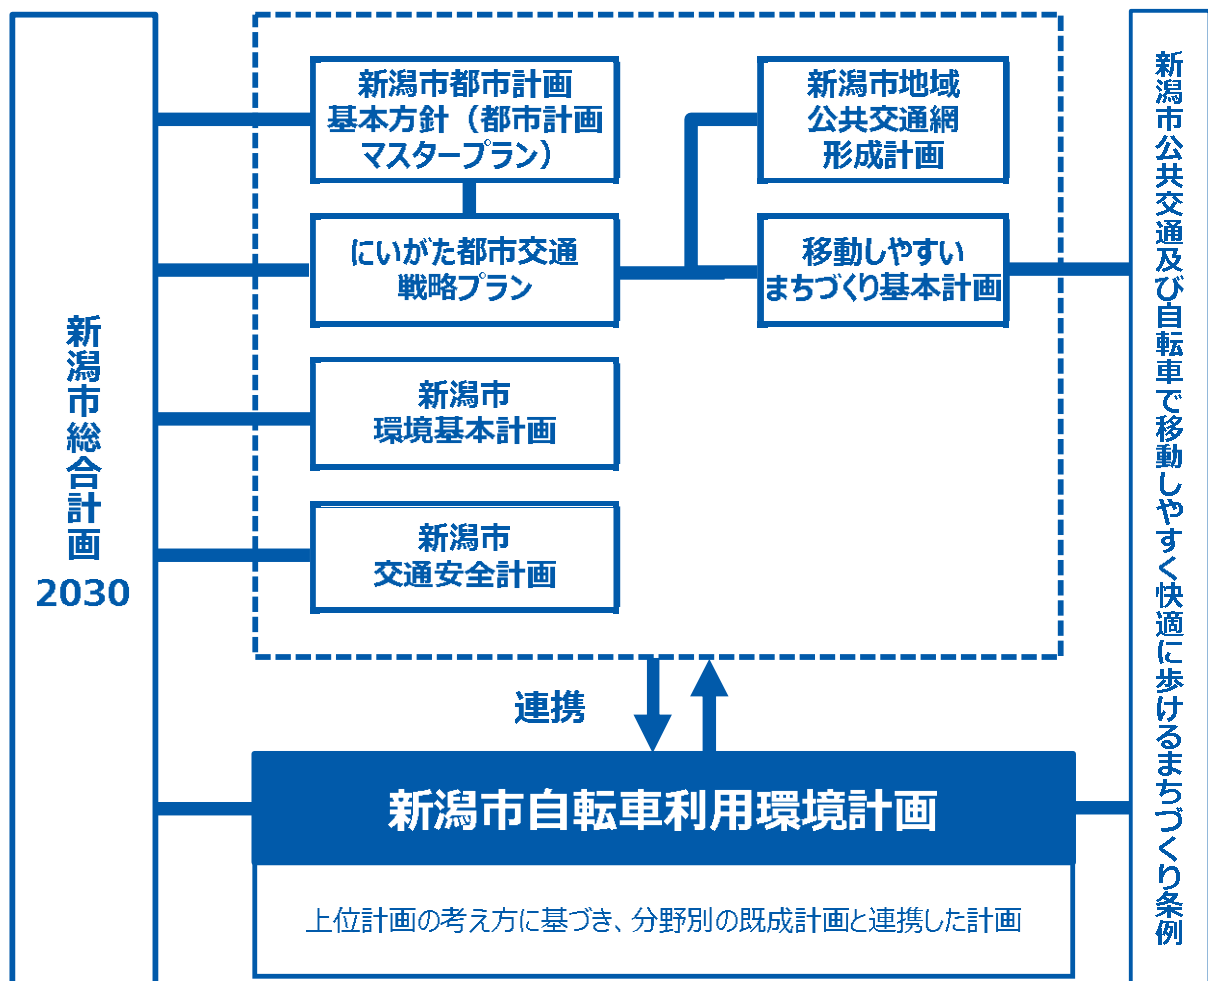 新潟市総合計画
2030
新潟市都市計画
基本方針（都市計画
マスタープラン）
新潟市地域
公共交通網
形成計画
にいがた都市交通
戦略プラン
移動しやすい
まちづくり基本計画
新潟市
環境基本計画
新潟市
交通安全計画
連携
新潟市自転車利用環境計画
上位計画の考え方に基づき、分野別の既成計画と連携した計画
新潟市公共交通及び自転車で移動しやすく快適に歩けるまちづくり条例